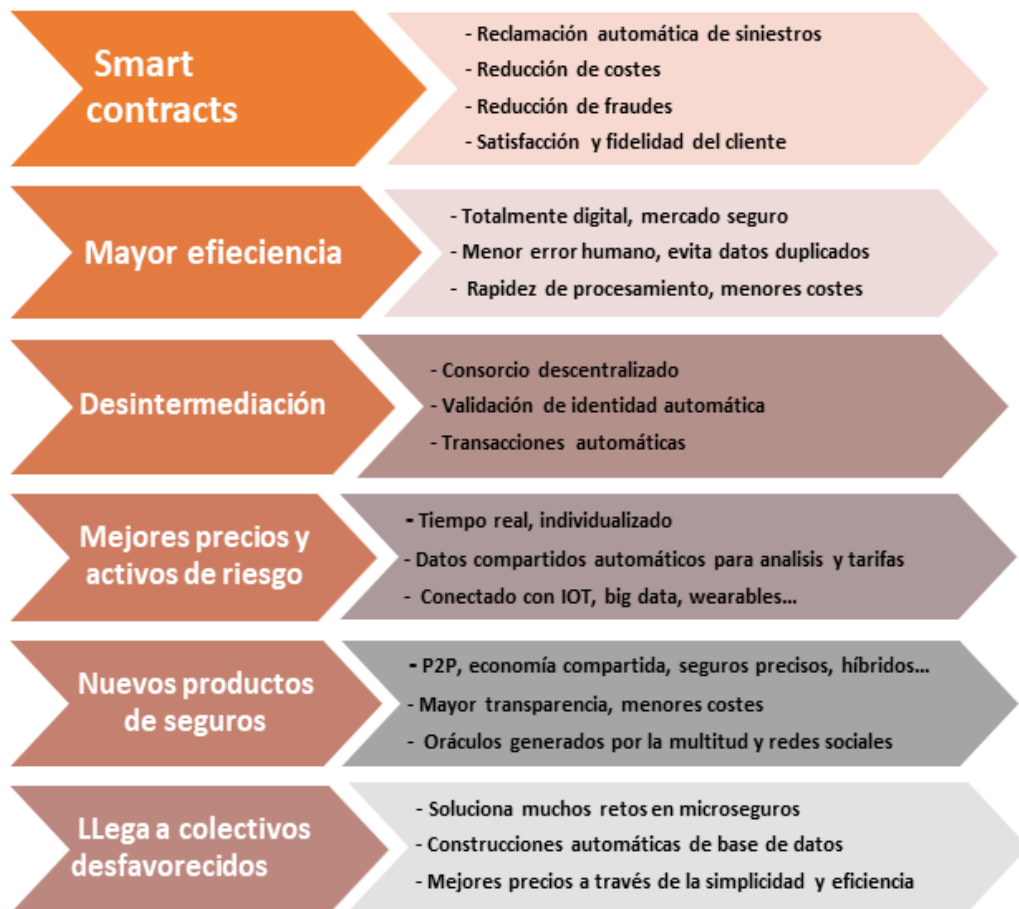 Smart
contracts
- Reclamación automática de siniestros
- Reducción de costes
- Reducción de fraudes
- Satisfacción y fidelidad del cliente
Mayor efieciencia
- Totalmente digital, mercado seguro
- Menor error humano, evita datos duplicados
- Rapidez de procesamiento, menores costes
Desintermediación
- Consorcio descentralizado
- Validación de identidad automática
- Transacciones automáticas
Mejores precios y
activos de riesgo
- Tiempo real, individualizado
- Datos compartidos automáticos para analisis y tarifas
- Conectado con IOT, big data, wearables...
Nuevos productos
de seguros
- P2P, economía compartida, seguros precisos, híbridos...
- Mayor transparencia, menores costes
- Oráculos generados por la multitud y redes sociales
LLega a colectivos
desfavorecidos
- Soluciona muchos retos en microseguros
- Construcciones automáticas de base de datos
- Mejores precios a través de la simplicidad y eficiencia